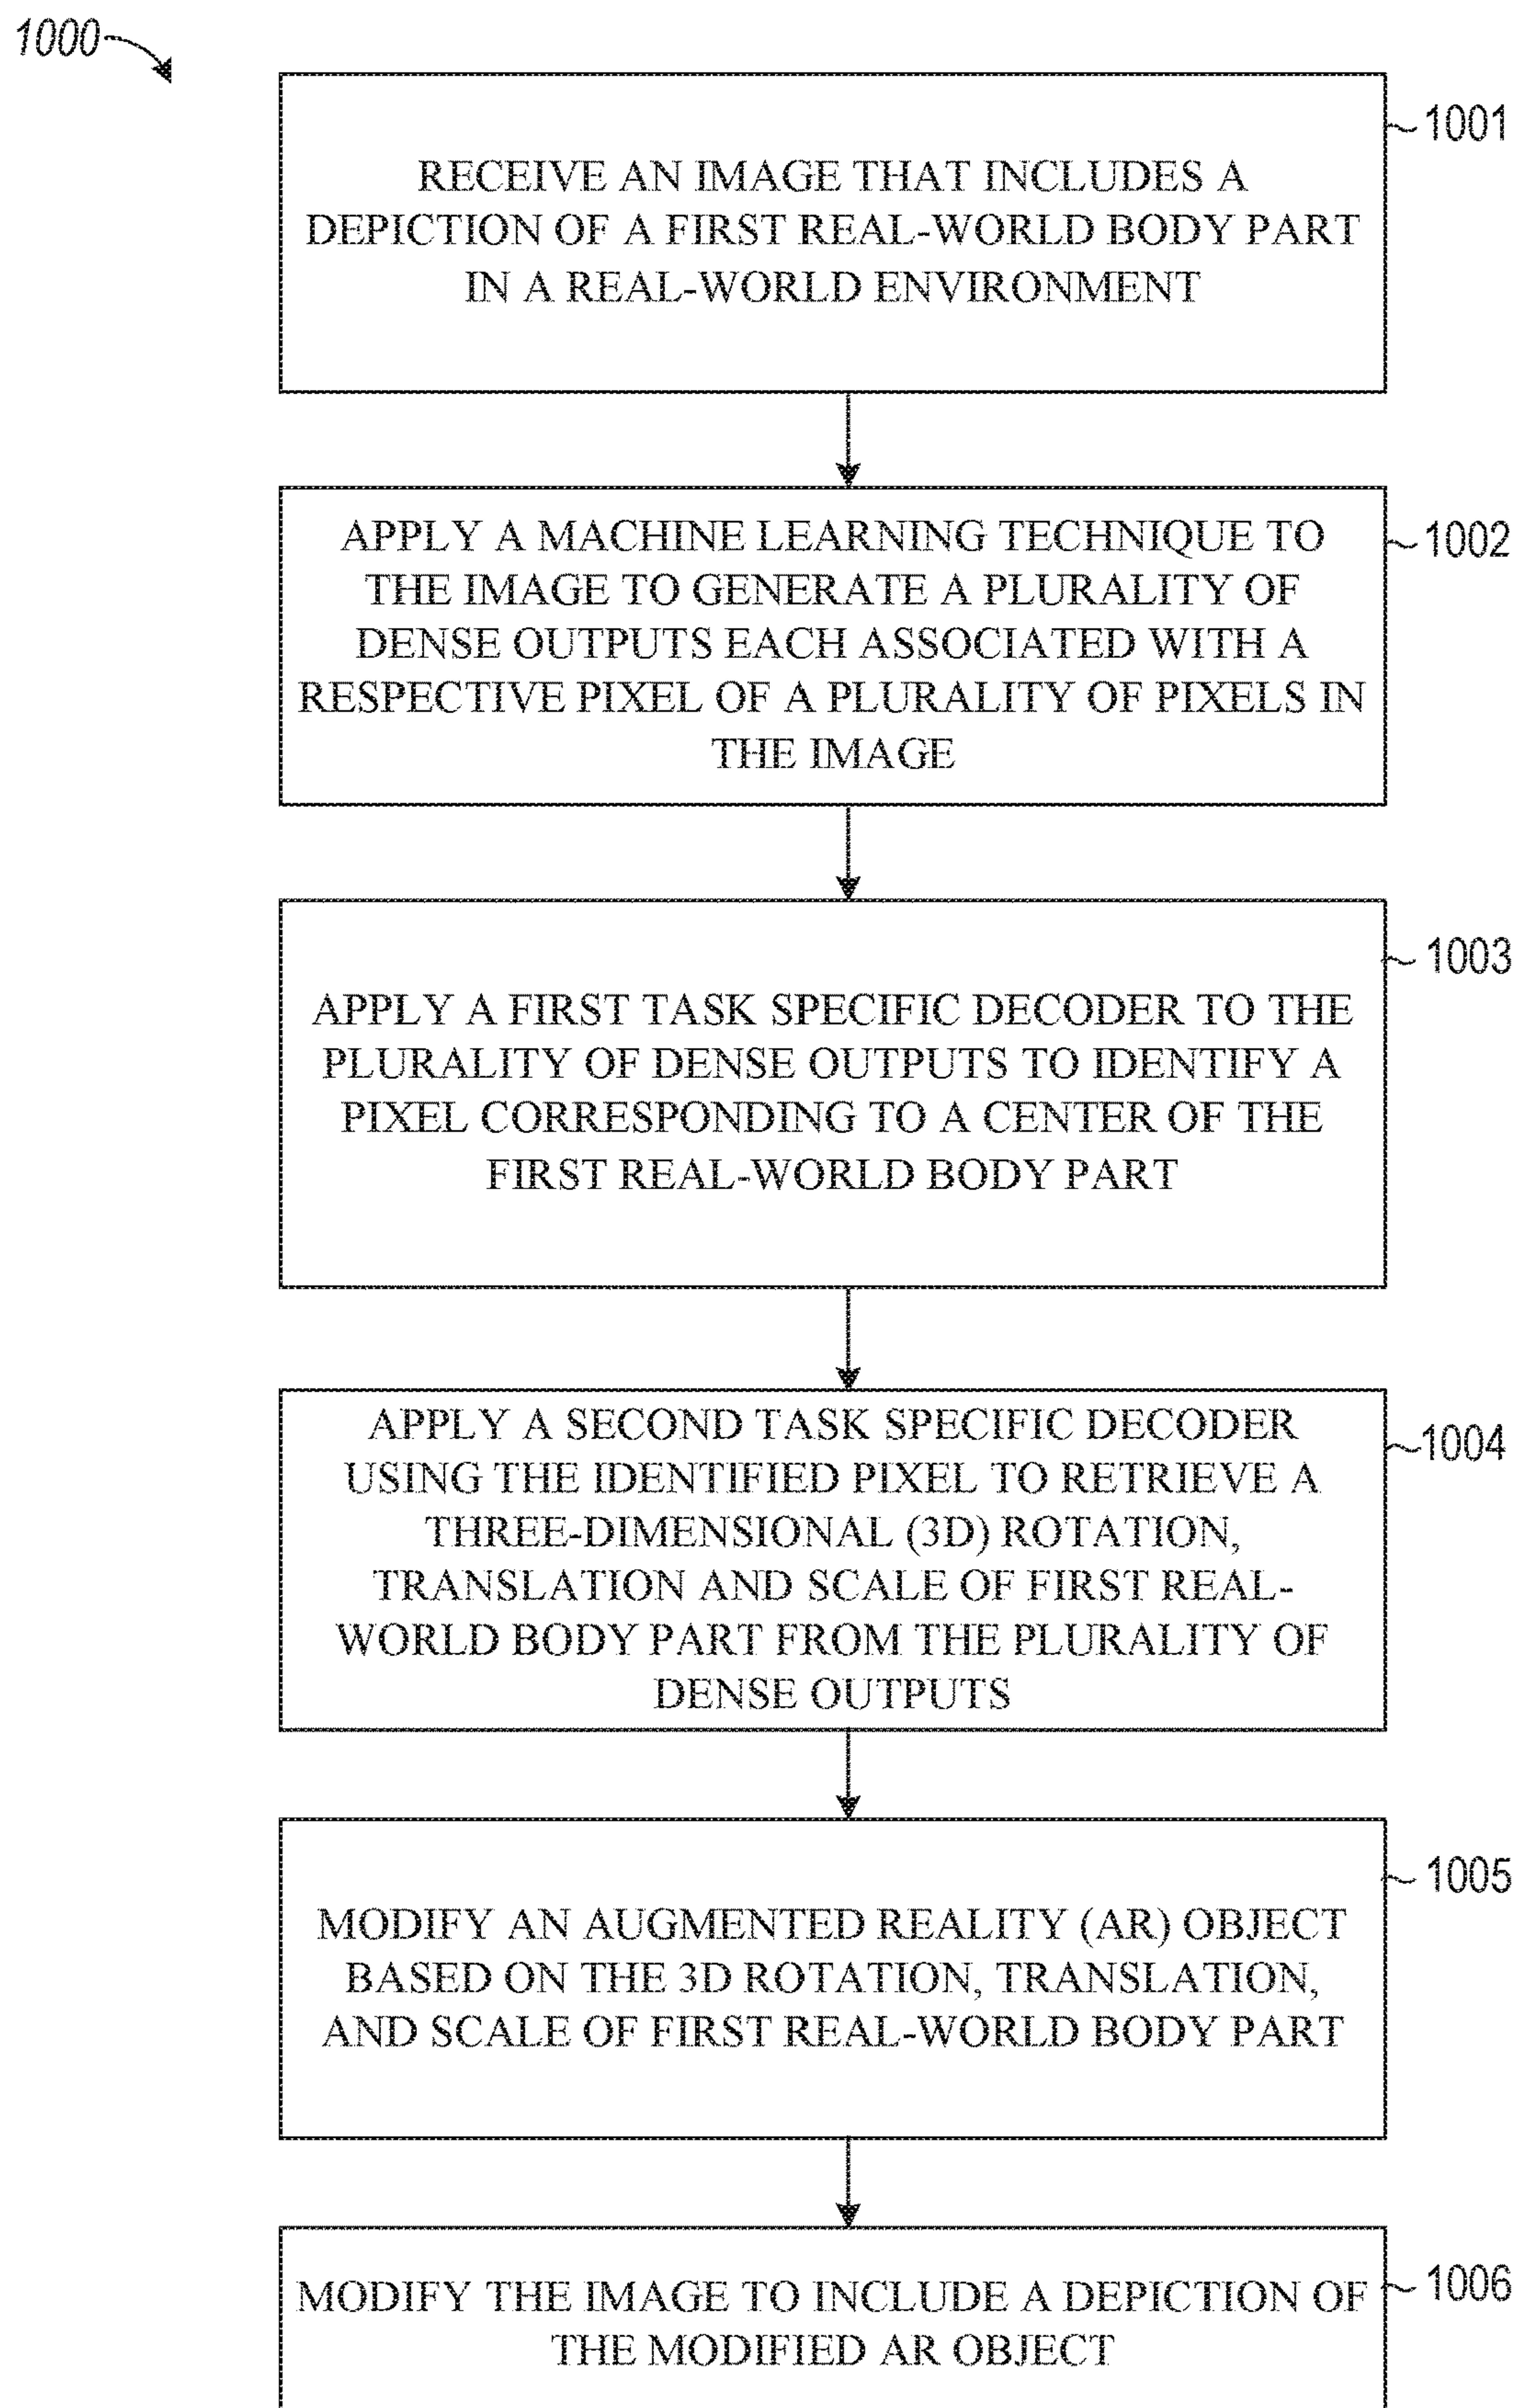 1000
1001
RECEIVE AN IMAGE THAT INCLUDES A
DEPICTION OF A FIRST REAL-WORLD BODY PART
IN A REAL-WORLD ENVIRONMENT
1002
APPLY A MACHINE LEARNING TECHNIQUE TO
THE IMAGE TO GENERATE A PLURALITY OF
DENSE OUTPUTS EACH ASSOCIATED WITH A
RESPECTIVE PIXEL OF A PLURALITY OF PIXELS IN
THE IMAGE
1003
APPLY A FIRST TASK SPECIFIC DECODER TO THE
PLURALITY OF DENSE OUTPUTS TO IDENTIFY A
PIXEL CORRESPONDING TO A CENTER OF THE
FIRST REAL-WORLD BODY PART
1004
APPLY A SECOND TASK SPECIFIC DECODER
USING THE IDENTIFIED PIXEL TO RETRIEVE A
THREE-DIMENSIONAL (3D) ROTATION,
TRANSLATION AND SCALE OF FIRST REAL-
WORLD BODY PART FROM THE PLURALITY OF
DENSE OUTPUTS
1005
MODIFY AN AUGMENTED REALITY (AR) OBJECT
BASED ON THE 3D ROTATION, TRANSLATION,
AND SCALE OF FIRST REAL-WORLD BODY PART
1006
MODIFY THE IMAGE TO INCLUDE A DEPICTION OF
THE MODIFIED AR OBJECT